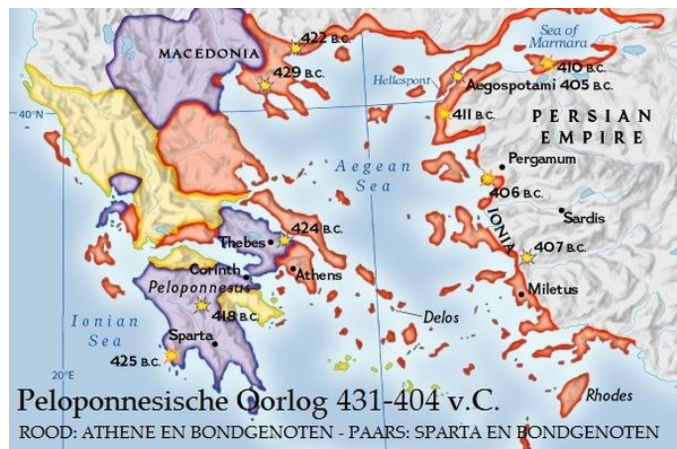 422 B.C.
Sea of
Marmara
MACEDONIA
429 B.C.
Hellespont
410 B.C.
Aegospotami 405 B.C.
40°N
411 B.C.
PERSIAN
EMPIRE
Aegean
Sea
Pergamum
406 B.C.
Sardis
IONIA
424 B.C.
Thebes
407 B.C.
Corinth
Athens
Peloponnesus
Miletus
418 B.C.
Delos
Ionian
Sea
Sparta
425 B.C.
20°E
Rhodes
Peloponnesische Oorlog 431-404 v.C.
ROOD: ATHENE EN BONDGENOTEN - PAARS: SPARTA EN BONDGENOTEN